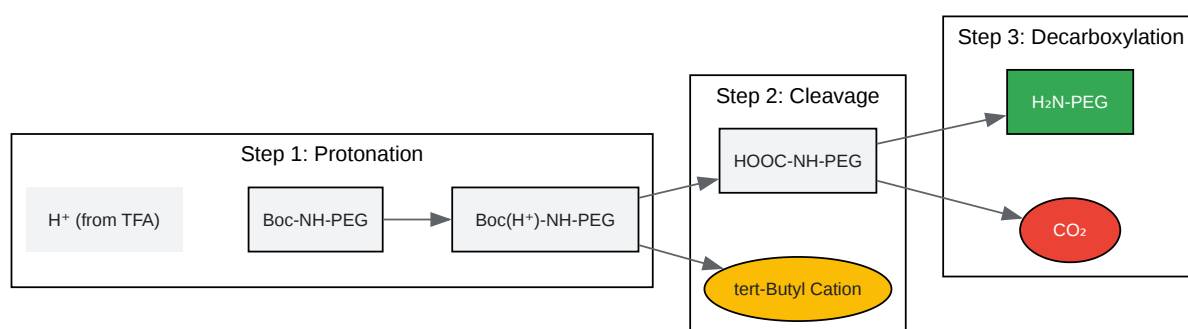 Step 1: Protonation
H⁺ (from TFA)
Boc-NH-PEG
Boc(H⁺)-NH-PEG
Step 2: Cleavage
HOOC-NH-PEG
tert-Butyl Cation
Step 3: Decarboxylation
H₂N-PEG
CO₂